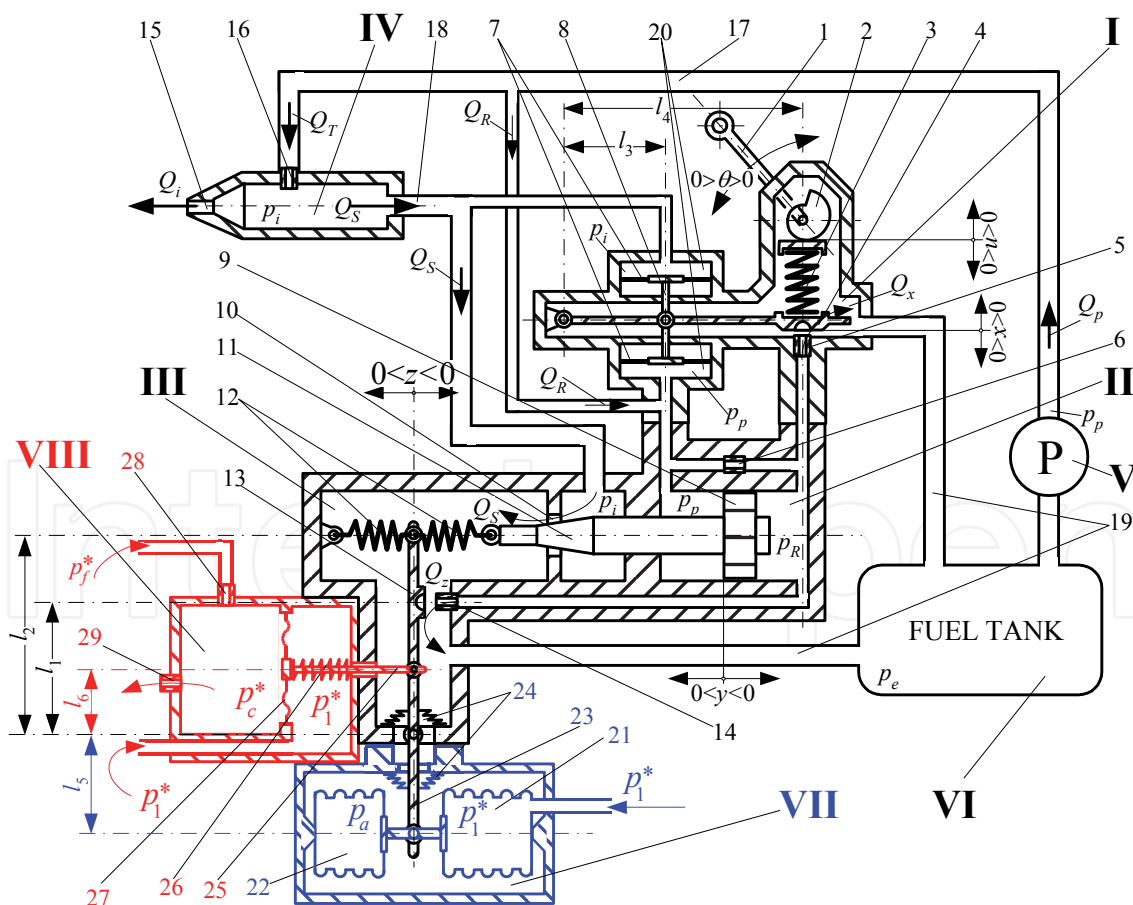 15 16 IV 18 7 8 20 17 1 2 3 4 I
Q_T
Q_R
l_4
l_3
0>θ>0
Q_i
p_i
Q_S
0>u>0
9
Q_S
p_i
5
Q_x
10
0>x>0
Q_p
11
6
III
0<z<0
Q_R
p_p
II
12
p_p
VIII
28
P
V
13
Q_S
p_i
p_p
p_R
19
p_f*
Q_z
l_2
l_1
29
FUEL TANK
l_6
p_c*
p_1*
24
0<y<0
p_e
23
14
21
l_5
p_1*
VII
VI
p_a
p_1*
p_1*
27 26 25 22